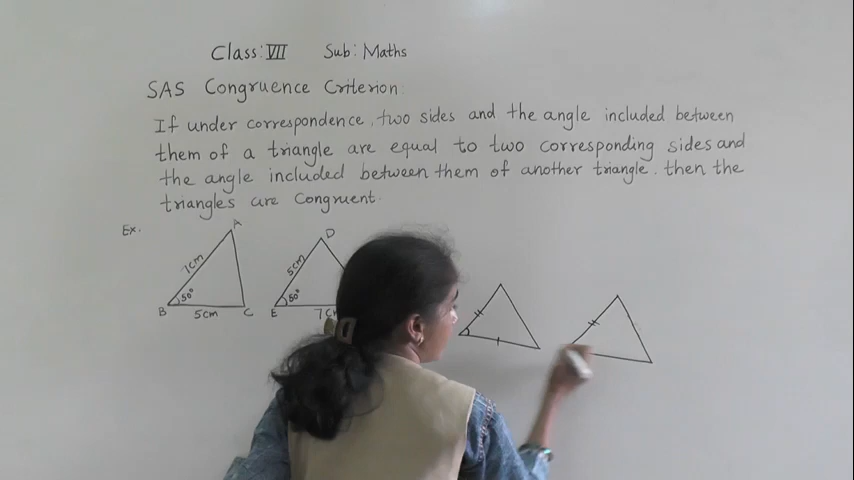 Class: VII Sub: Maths
SAS Congruence Criterion:
If under correspondence, two sides and the angle included between
them of a triangle are equal to two corresponding sides and
the angle included between them of another triangle. then the
triangles are Congruent.
Ex.
A
7cm
50°
B 5cm C
D
5cm
50°
E 7c